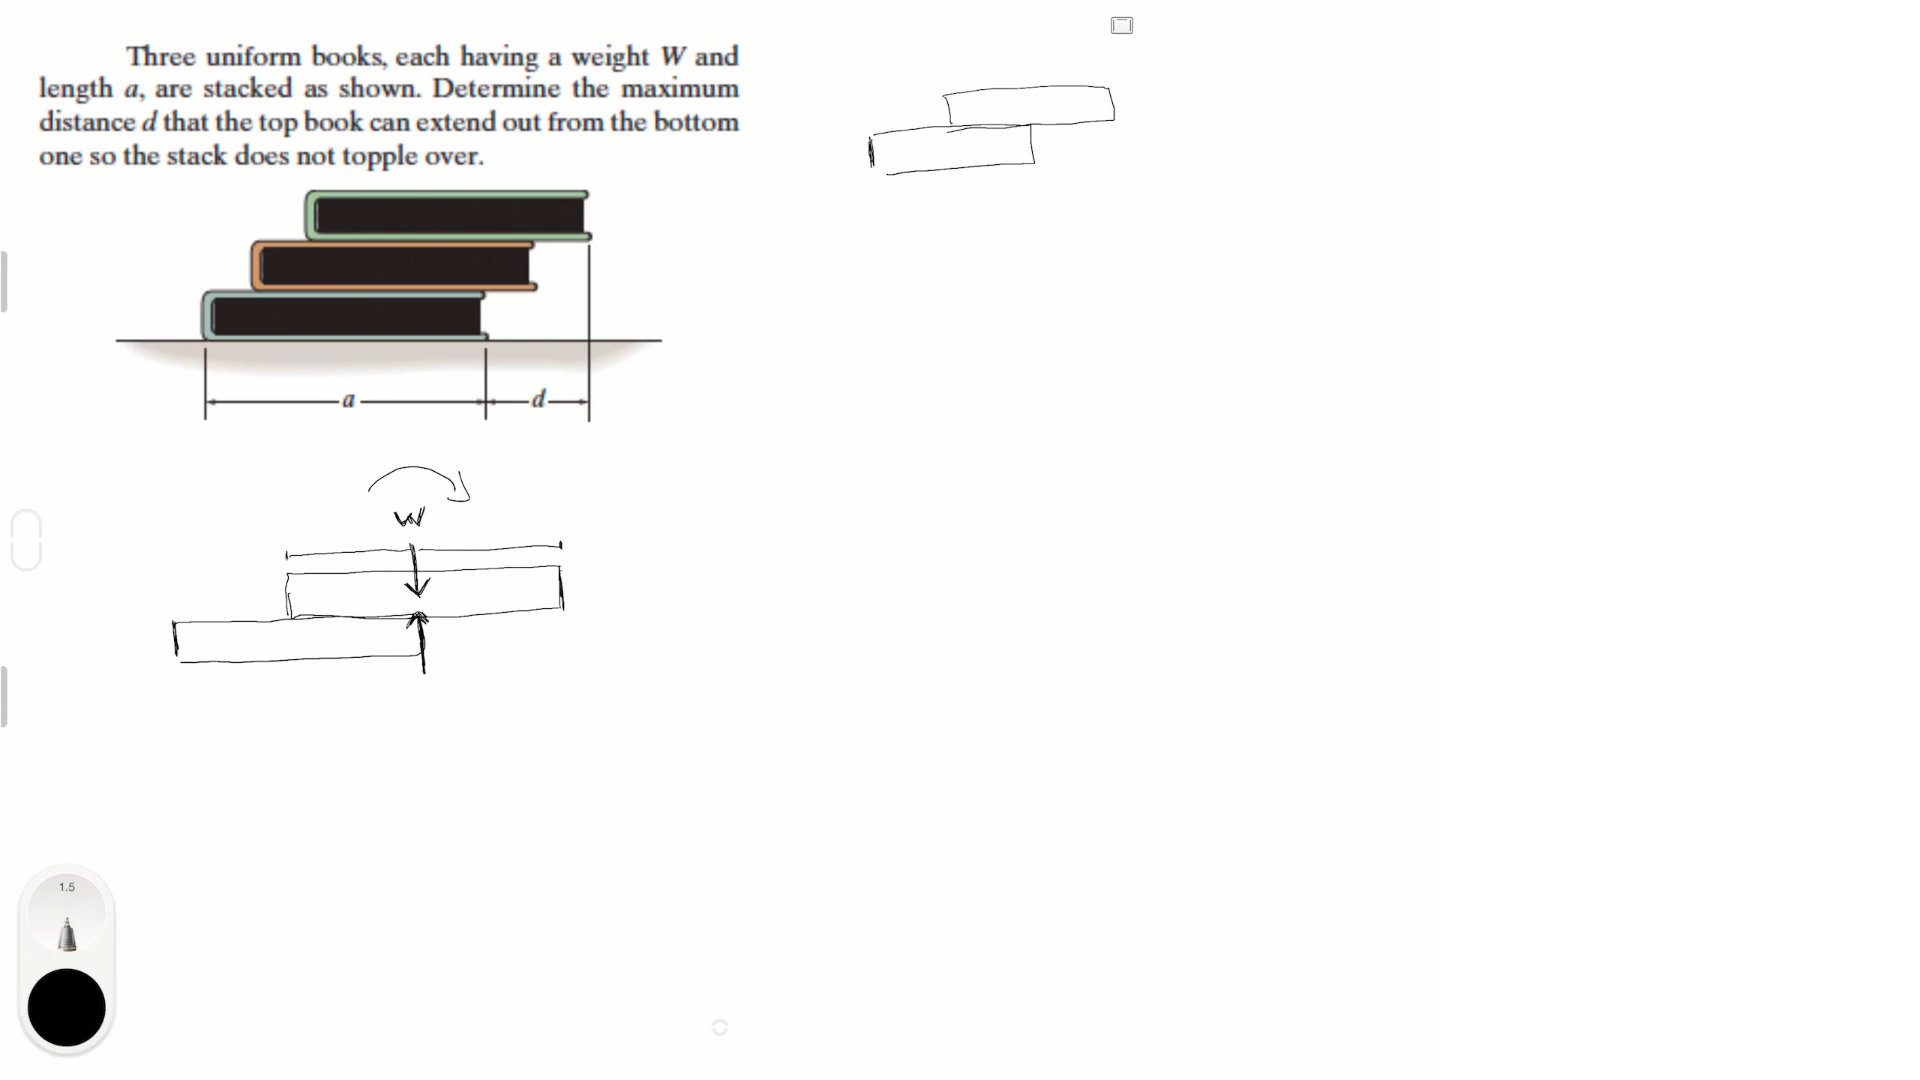 Three uniform books, each having a weight W and
length a, are stacked as shown. Determine the maximum
distance d that the top book can extend out from the bottom
one so the stack does not topple over.
a
d
W
1.5